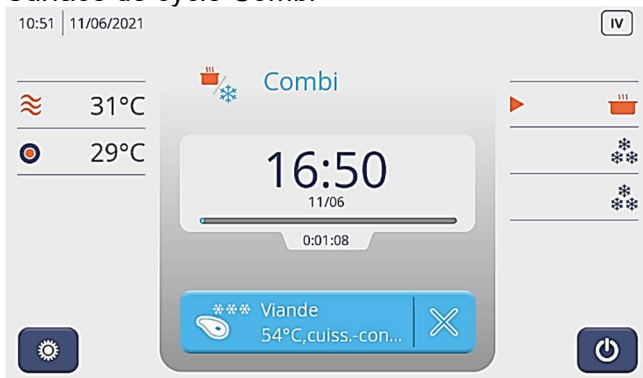 10:51 11/06/2021
IV
Combi
31°C
29°C
16:50
11/06
0:01:08
Viande
54°C,cuiss.-con...